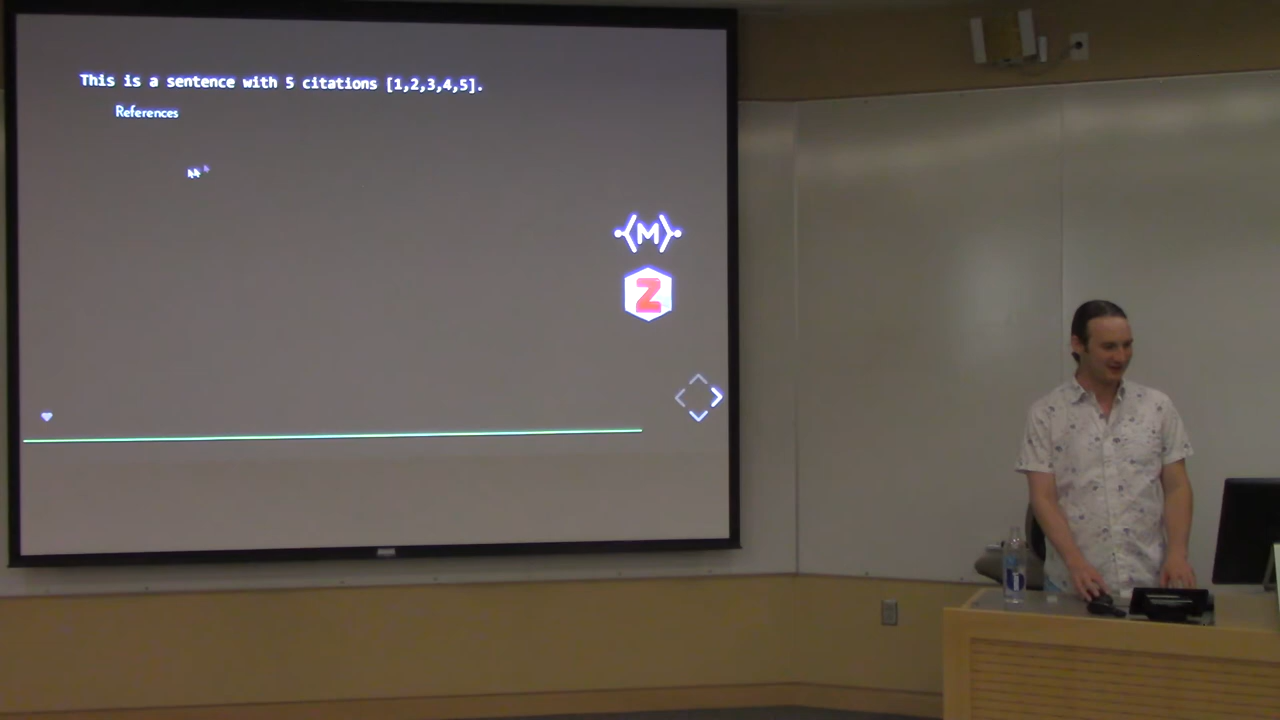 This is a sentence with 5 citations [1,2,3,4,5].
References
M
Z